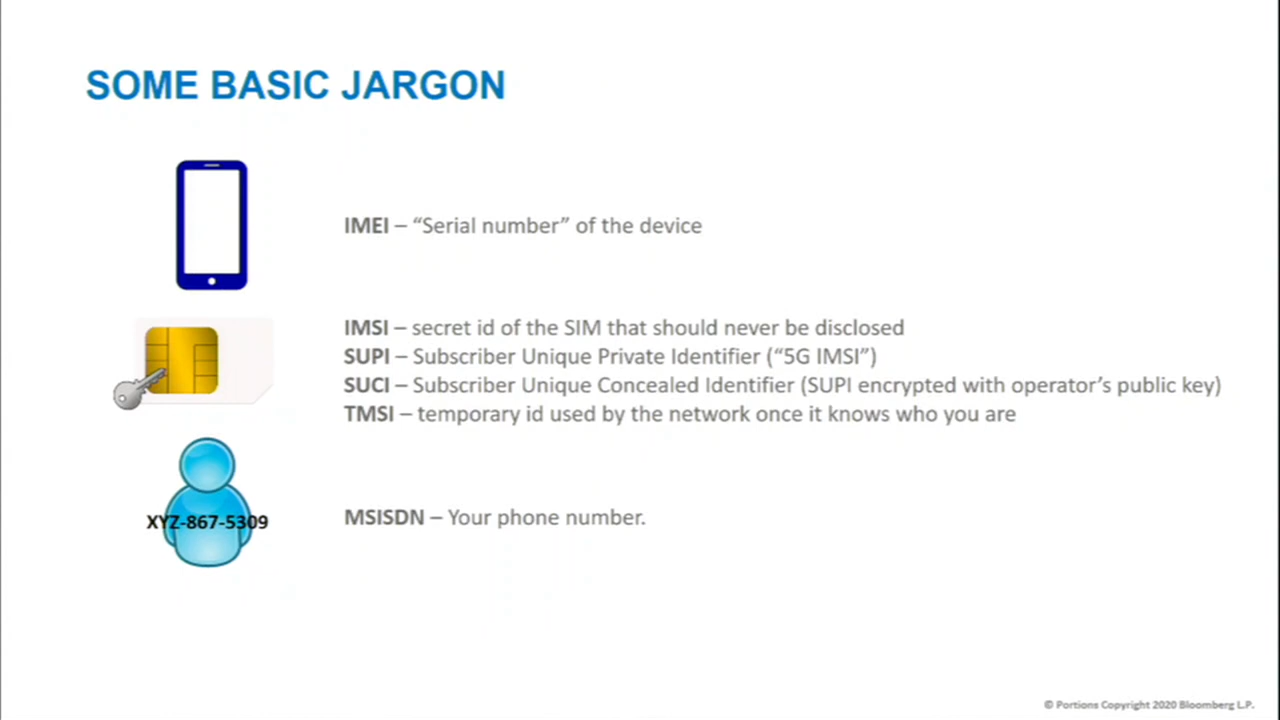 SOME BASIC JARGON
IMEI – “Serial number” of the device
IMSI – secret id of the SIM that should never be disclosed
SUPI – Subscriber Unique Private Identifier (“5G IMSI”)
SUCI – Subscriber Unique Concealed Identifier (SUPI encrypted with operator’s public key)
TMSI – temporary id used by the network once it knows who you are
XYZ-867-5309
MSISDN – Your phone number.
© Portions Copyright 2020 Bloomberg L.P.